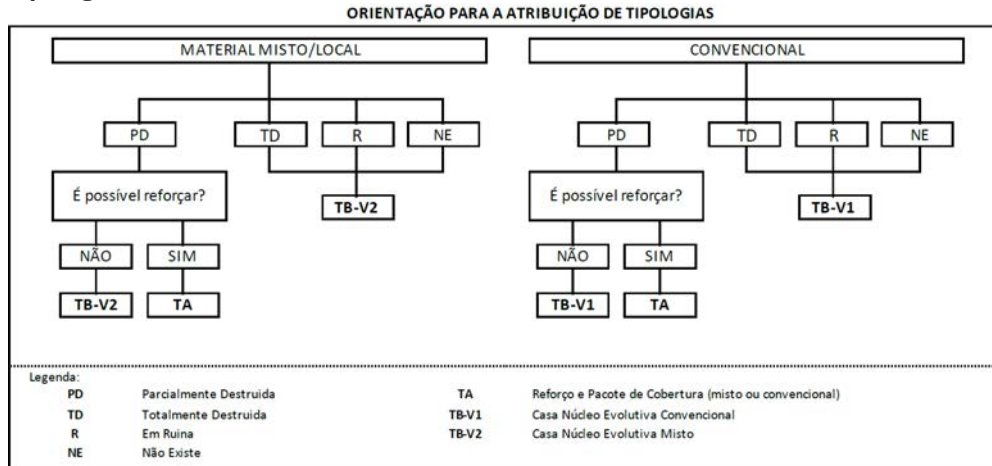 ORIENTAÇÃO PARA A ATRIBUIÇÃO DE TIPOLOGIAS
MATERIAL MISTO/LOCAL
PD TD R NE
É possível reforçar?
TB-V2
NÃO SIM
TB-V2 TA
CONVENCIONAL
PD TD R NE
É possível reforçar?
TB-V1
NÃO SIM
TB-V1 TA
Legenda:
PD Parcialmente Destruida
TD Totalmente Destruida
R Em Ruina
NE Não Existe
TA Reforço e Pacote de Cobertura (misto ou convencional)
TB-V1 Casa Núcleo Evolutiva Convencional
TB-V2 Casa Núcleo Evolutiva Misto